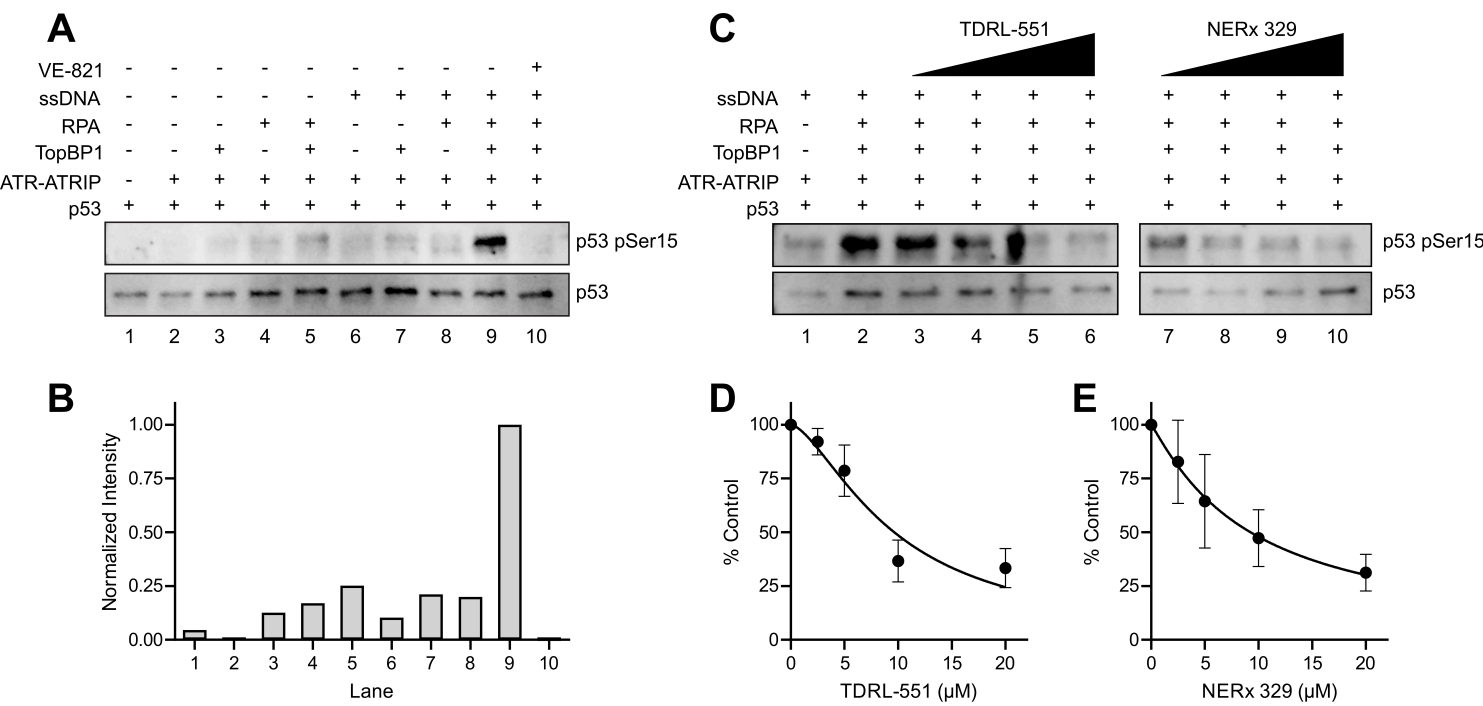 A
VE-821 - - - - - - - - - +
ssDNA - - - - - + + + + +
RPA - - - + + - - + + +
TopBP1 - - + - + - + - + +
ATR-ATRIP - + + + + + + + + +
p53 + + + + + + + + + +
p53 pSer15
p53
1 2 3 4 5 6 7 8 9 10
B
Normalized Intensity
1.00
0.75
0.50
0.25
0.00
1 2 3 4 5 6 7 8 9 10
Lane
C
TDRL-551 NERx 329
ssDNA + + + + + + + + + +
RPA - + + + + + + + + +
TopBP1 - + + + + + + + + +
ATR-ATRIP + + + + + + + + + +
p53 + + + + + + + + + +
p53 pSer15
p53
1 2 3 4 5 6 7 8 9 10
D
% Control
100
75
50
25
0
0 5 10 15 20
TDRL-551 (µM)
E
% Control
100
75
50
25
0
0 5 10 15 20
NERx 329 (µM)